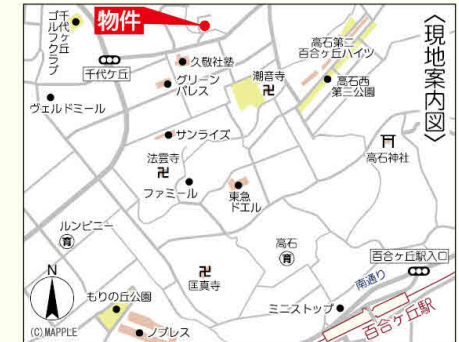 〈現地案内図〉
千代ヶ丘
ゴルフクラブ
物件
久敬社塾
千代ケ丘
グリーン
パレス
ヴェルドミール
潮音寺
高石第二
百合ヶ丘ハイツ
高石西
第三公園
サンライズ
法雲寺
ファミール
東急
ドエル
高石神社
ルンビニー
育
高石
育
百合ケ丘駅入口
N
匡真寺
南通り
もりの丘公園
ミニストップ
百合ケ丘駅
(C)MAPPLE
ノブレス